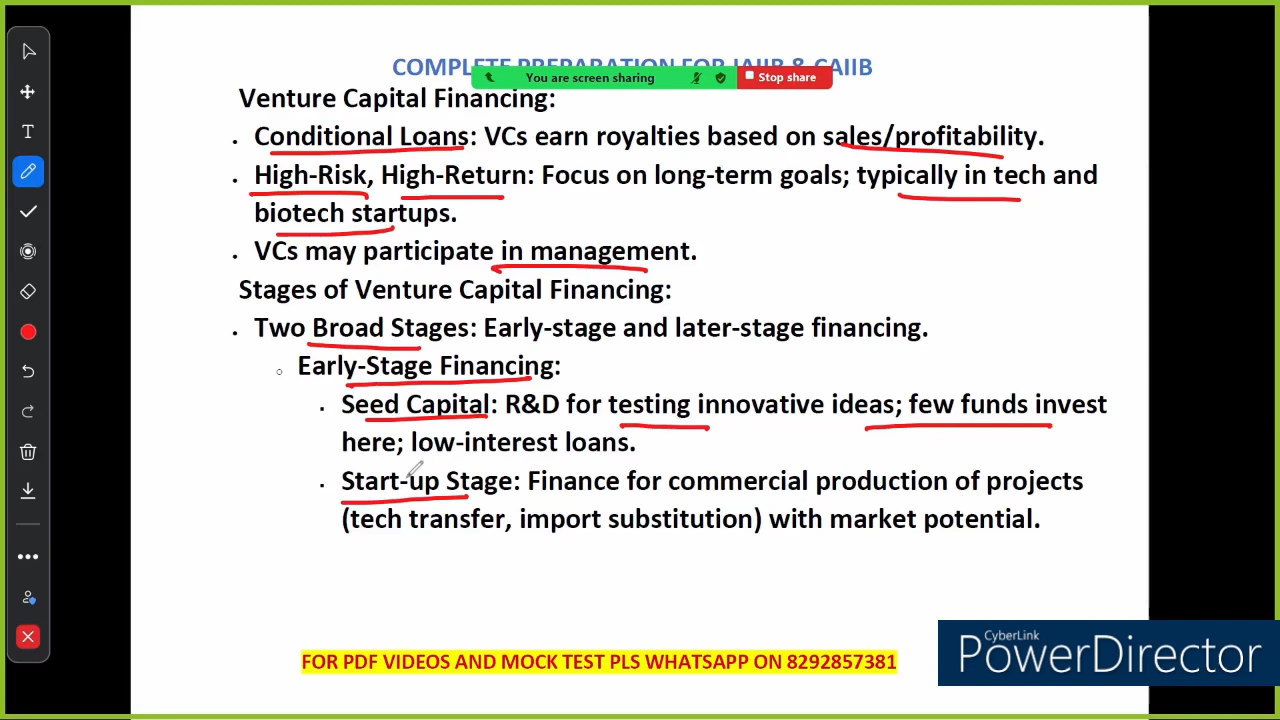 COMPLETE PREPARATION FOR JAIIB & CAIIB
You are screen sharing
Stop share
Venture Capital Financing:
Conditional Loans: VCs earn royalties based on sales/profitability.
High-Risk, High-Return: Focus on long-term goals; typically in tech and
biotech startups.
VCs may participate in management.
Stages of Venture Capital Financing:
Two Broad Stages: Early-stage and later-stage financing.
Early-Stage Financing:
Seed Capital: R&D for testing innovative ideas; few funds invest
here; low-interest loans.
Start-up Stage: Finance for commercial production of projects
(tech transfer, import substitution) with market potential.
FOR PDF VIDEOS AND MOCK TEST PLS WHATSAPP ON 8292857381
CyberLink
PowerDirector